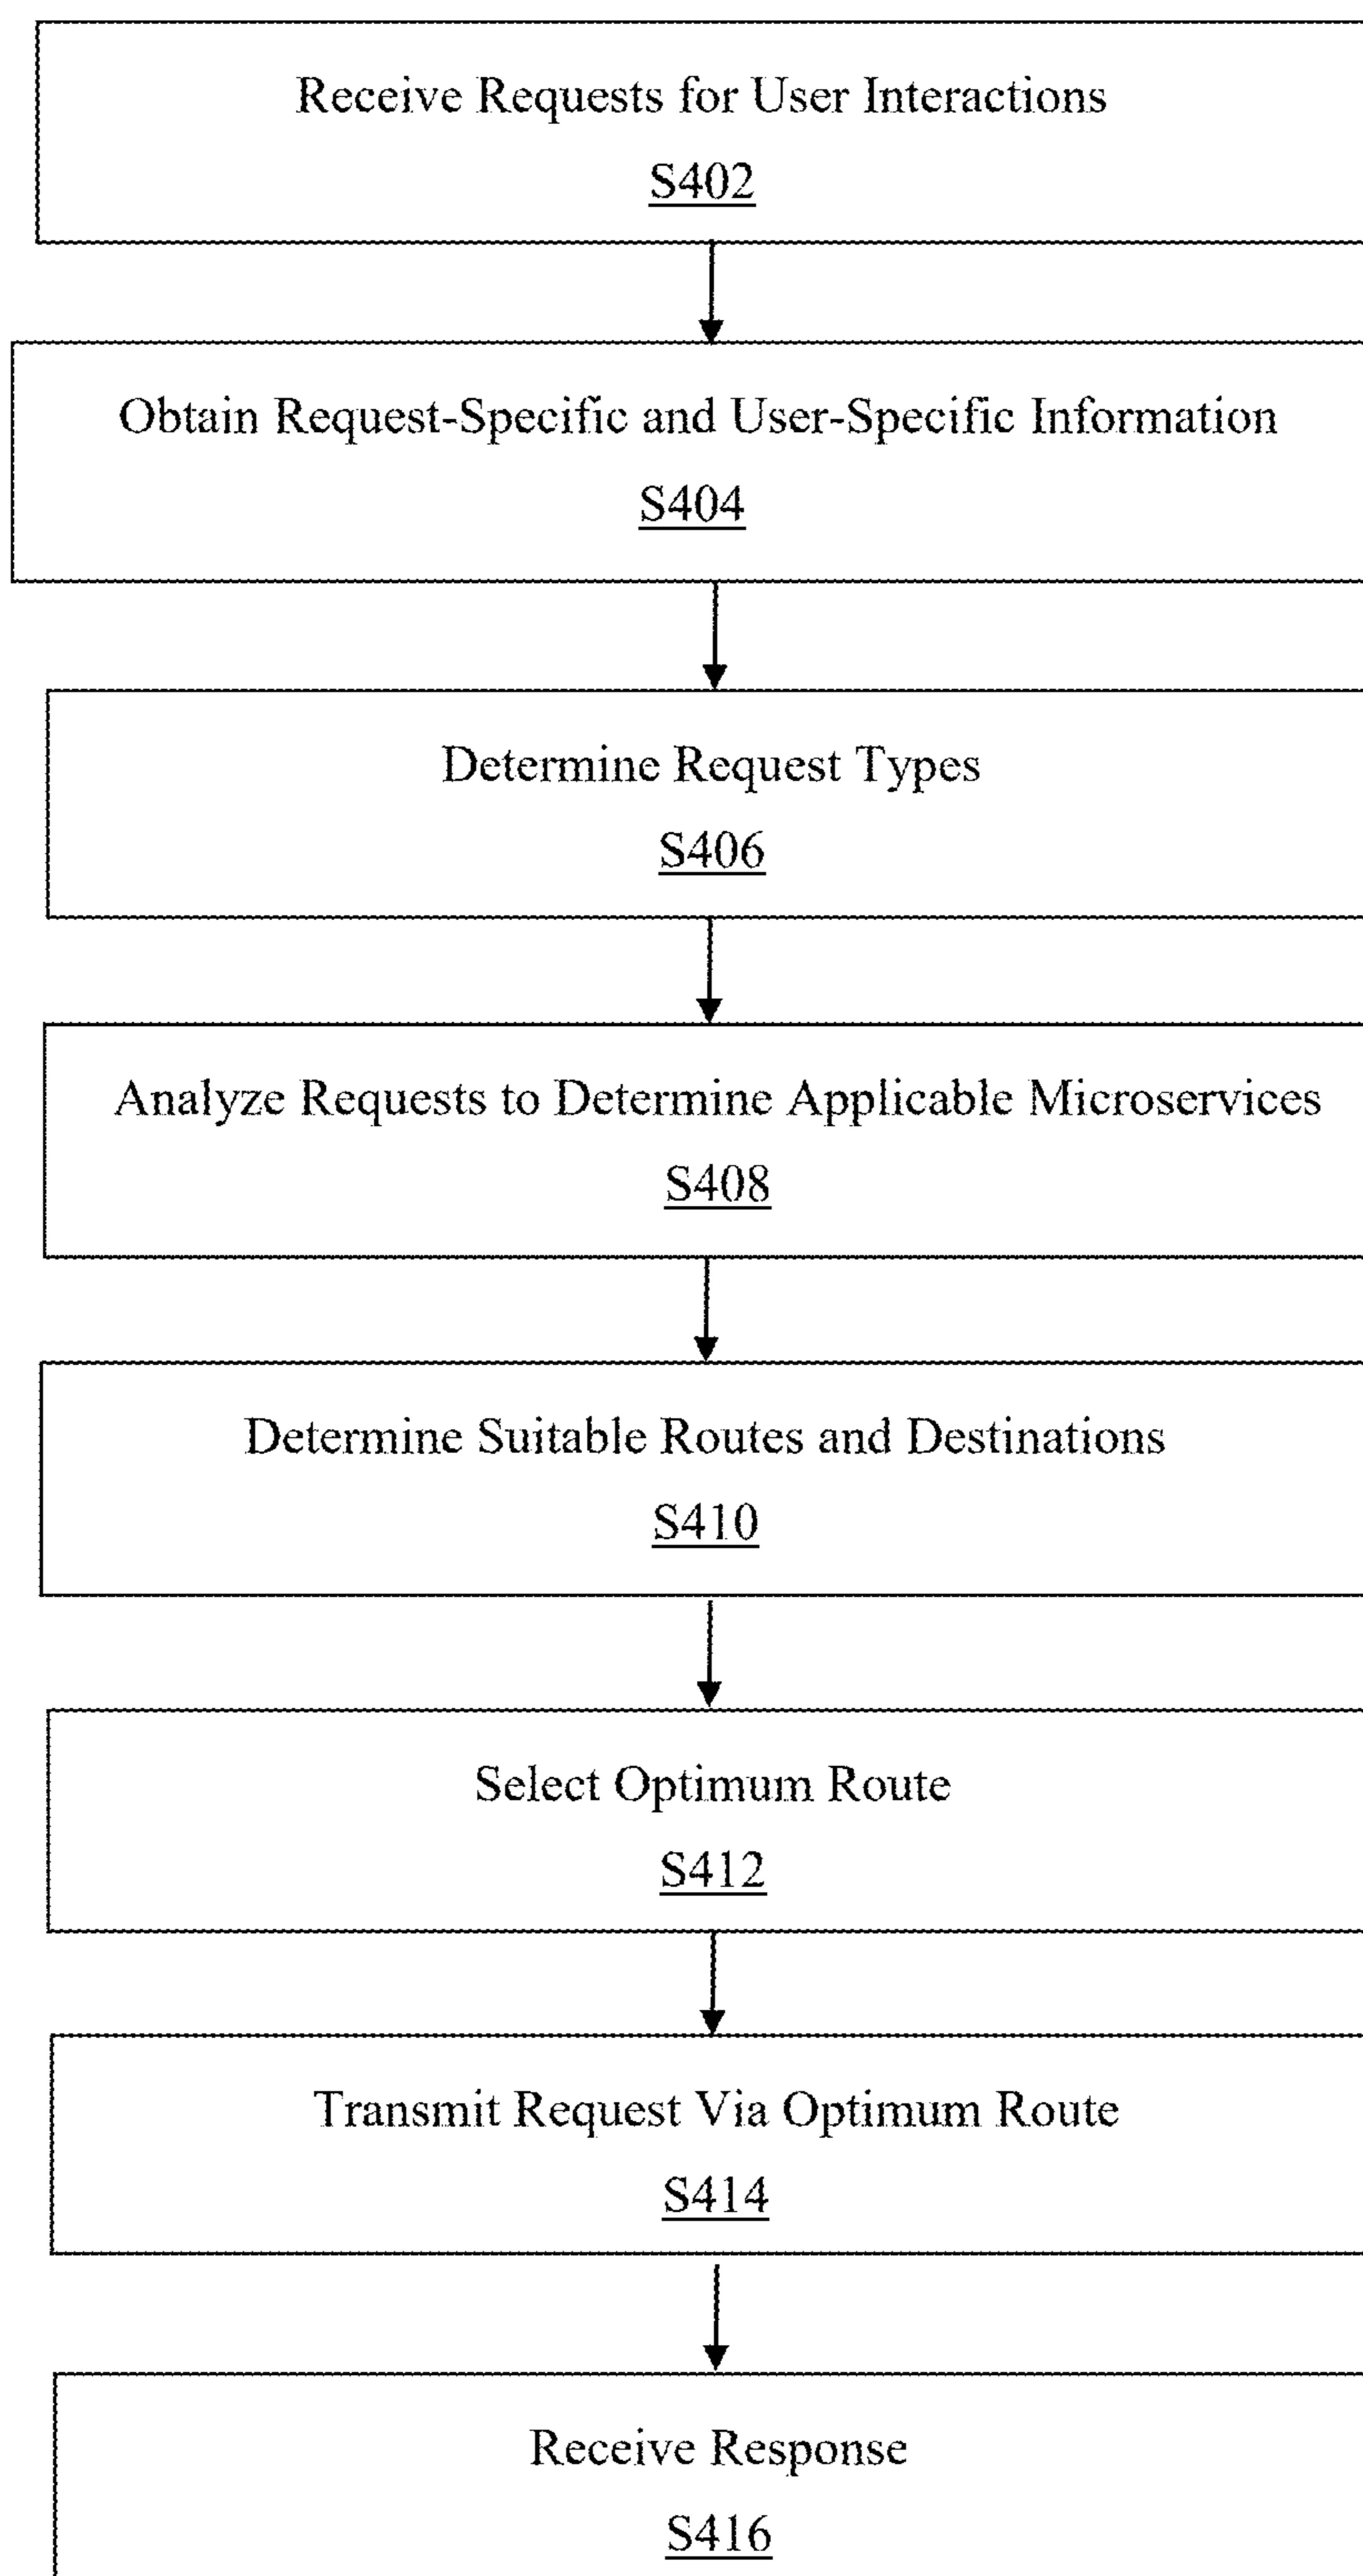 Receive Requests for User Interactions
S402
Obtain Request-Specific and User-Specific Information
S404
Determine Request Types
S406
Analyze Requests to Determine Applicable Microservices
S408
Determine Suitable Routes and Destinations
S410
Select Optimum Route
S412
Transmit Request Via Optimum Route
S414
Receive Response
S416